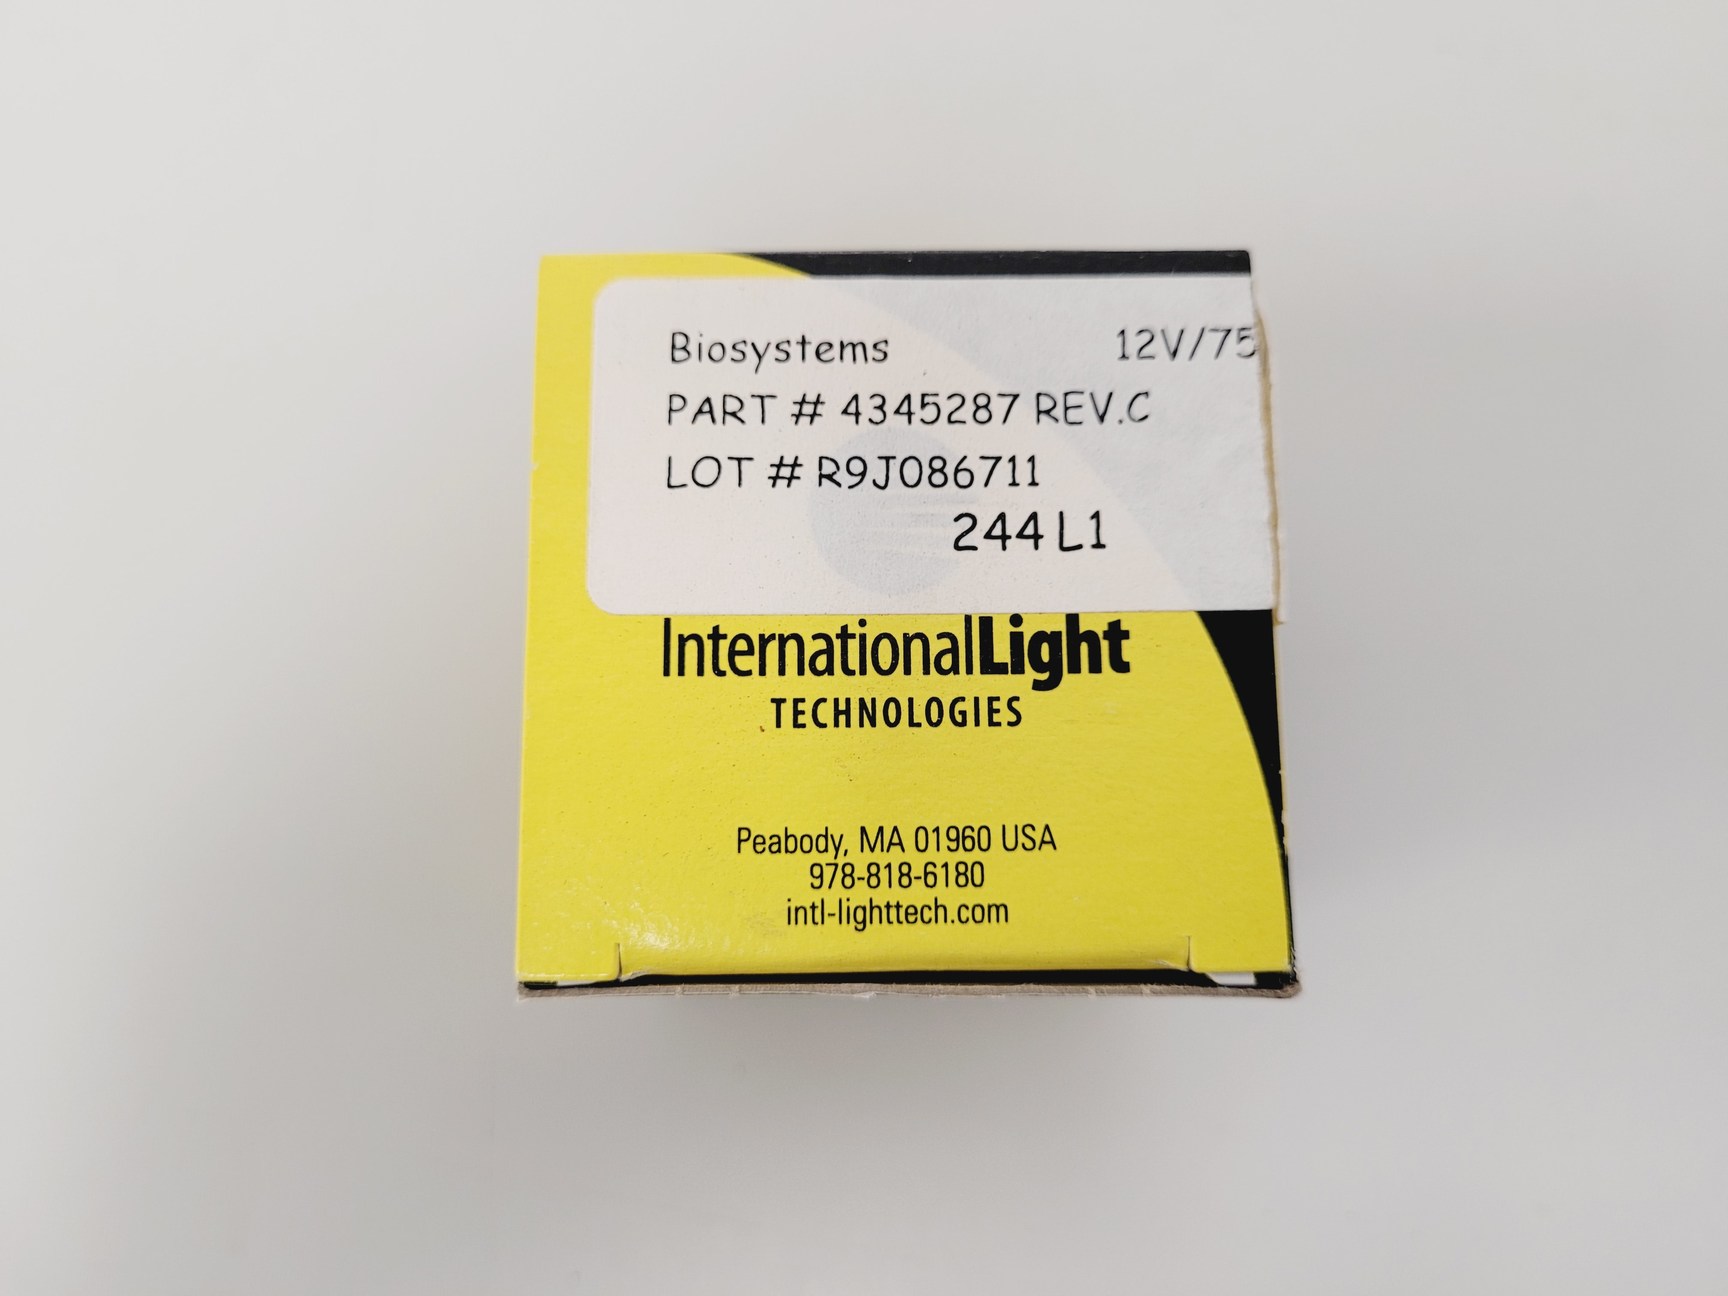 Biosystems 12V/75
PART # 4345287 REV.C
LOT # R9J086711
244 L1
InternationalLight
TECHNOLOGIES
Peabody, MA 01960 USA
978-818-6180
intl-lighttech.com